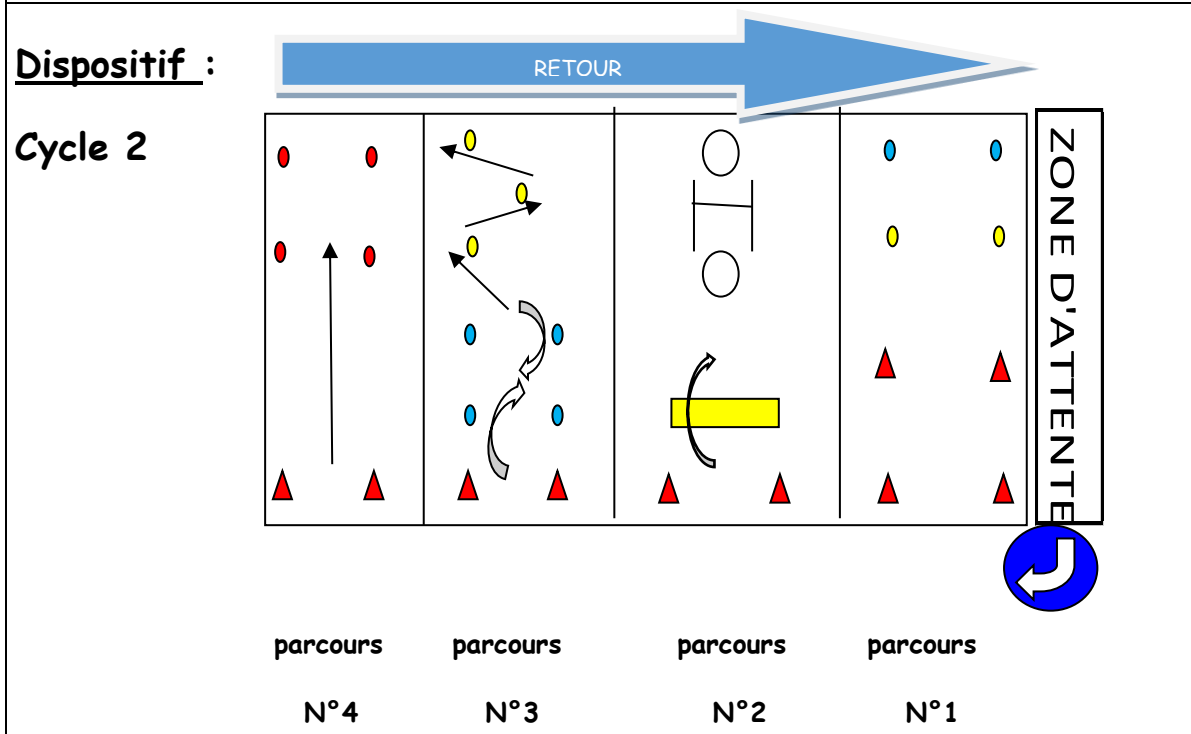 Dispositif :
RETOUR
Cycle 2
ZONE D'ATTENTE
parcours parcours parcours parcours
N°4 N°3 N°2 N°1